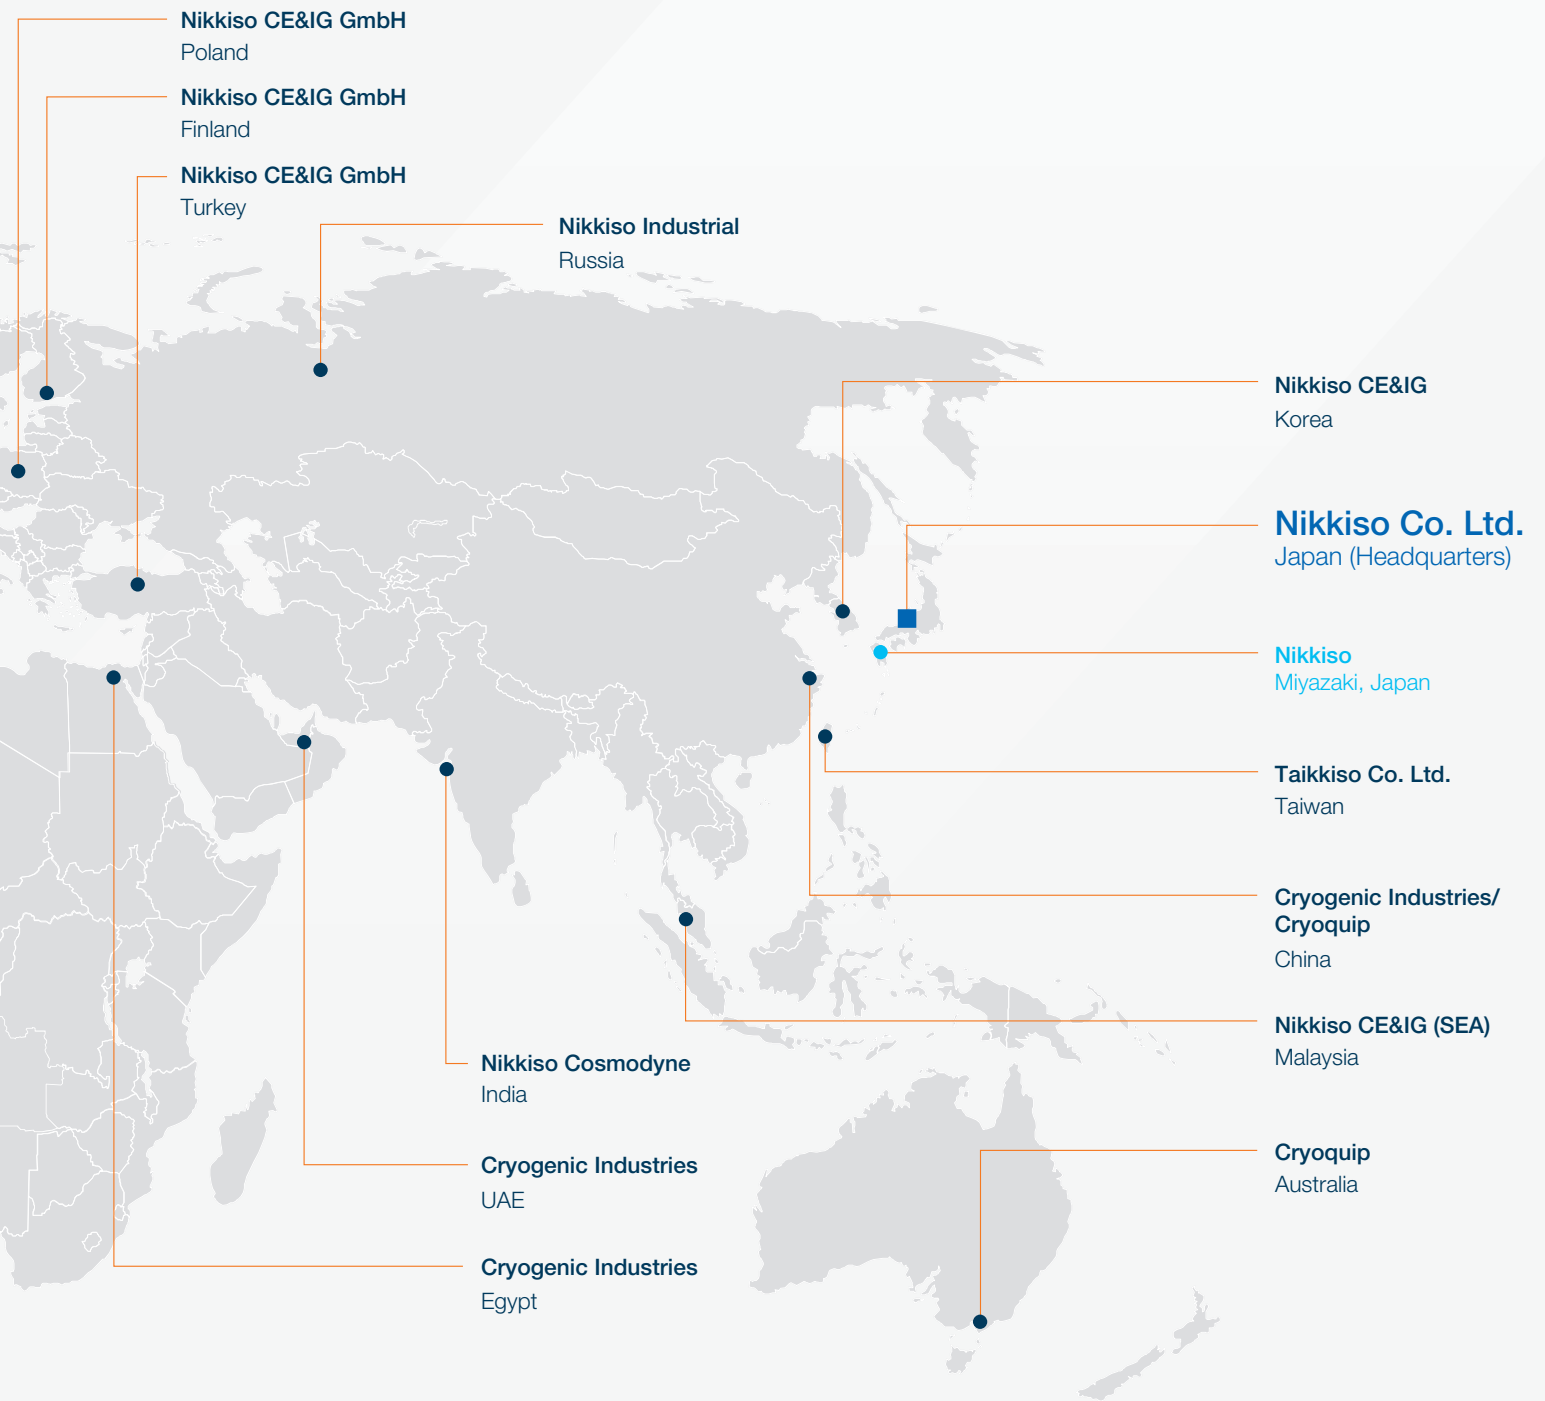 Nikkiso CE&IG GmbH
Poland
Nikkiso CE&IG GmbH
Finland
Nikkiso CE&IG GmbH
Turkey
Nikkiso Industrial
Russia
Nikkiso CE&IG
Korea
Nikkiso Co. Ltd.
Japan (Headquarters)
Nikkiso
Miyazaki, Japan
Taikkiso Co. Ltd.
Taiwan
Cryogenic Industries/
Cryoquip
China
Nikkiso CE&IG (SEA)
Malaysia
Nikkiso Cosmodyne
India
Cryogenic Industries
UAE
Cryogenic Industries
Egypt
Cryoquip
Australia